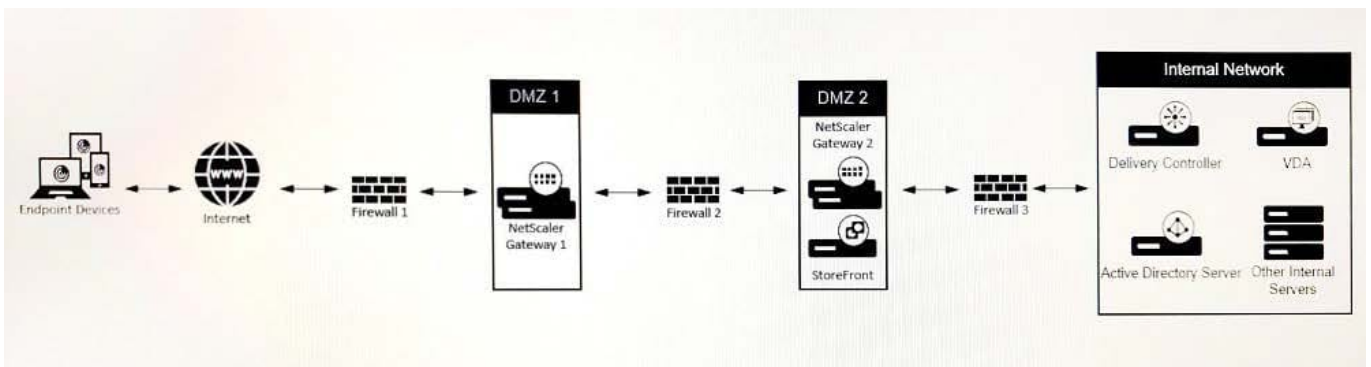 Endpoint Devices
www
Internet
Firewall 1
DMZ 1
NetScaler
Gateway 1
Firewall 2
DMZ 2
NetScaler
Gateway 2
StoreFront
Firewall 3
Internal Network
Delivery Controller
VDA
Active Directory Server
Other Internal
Servers